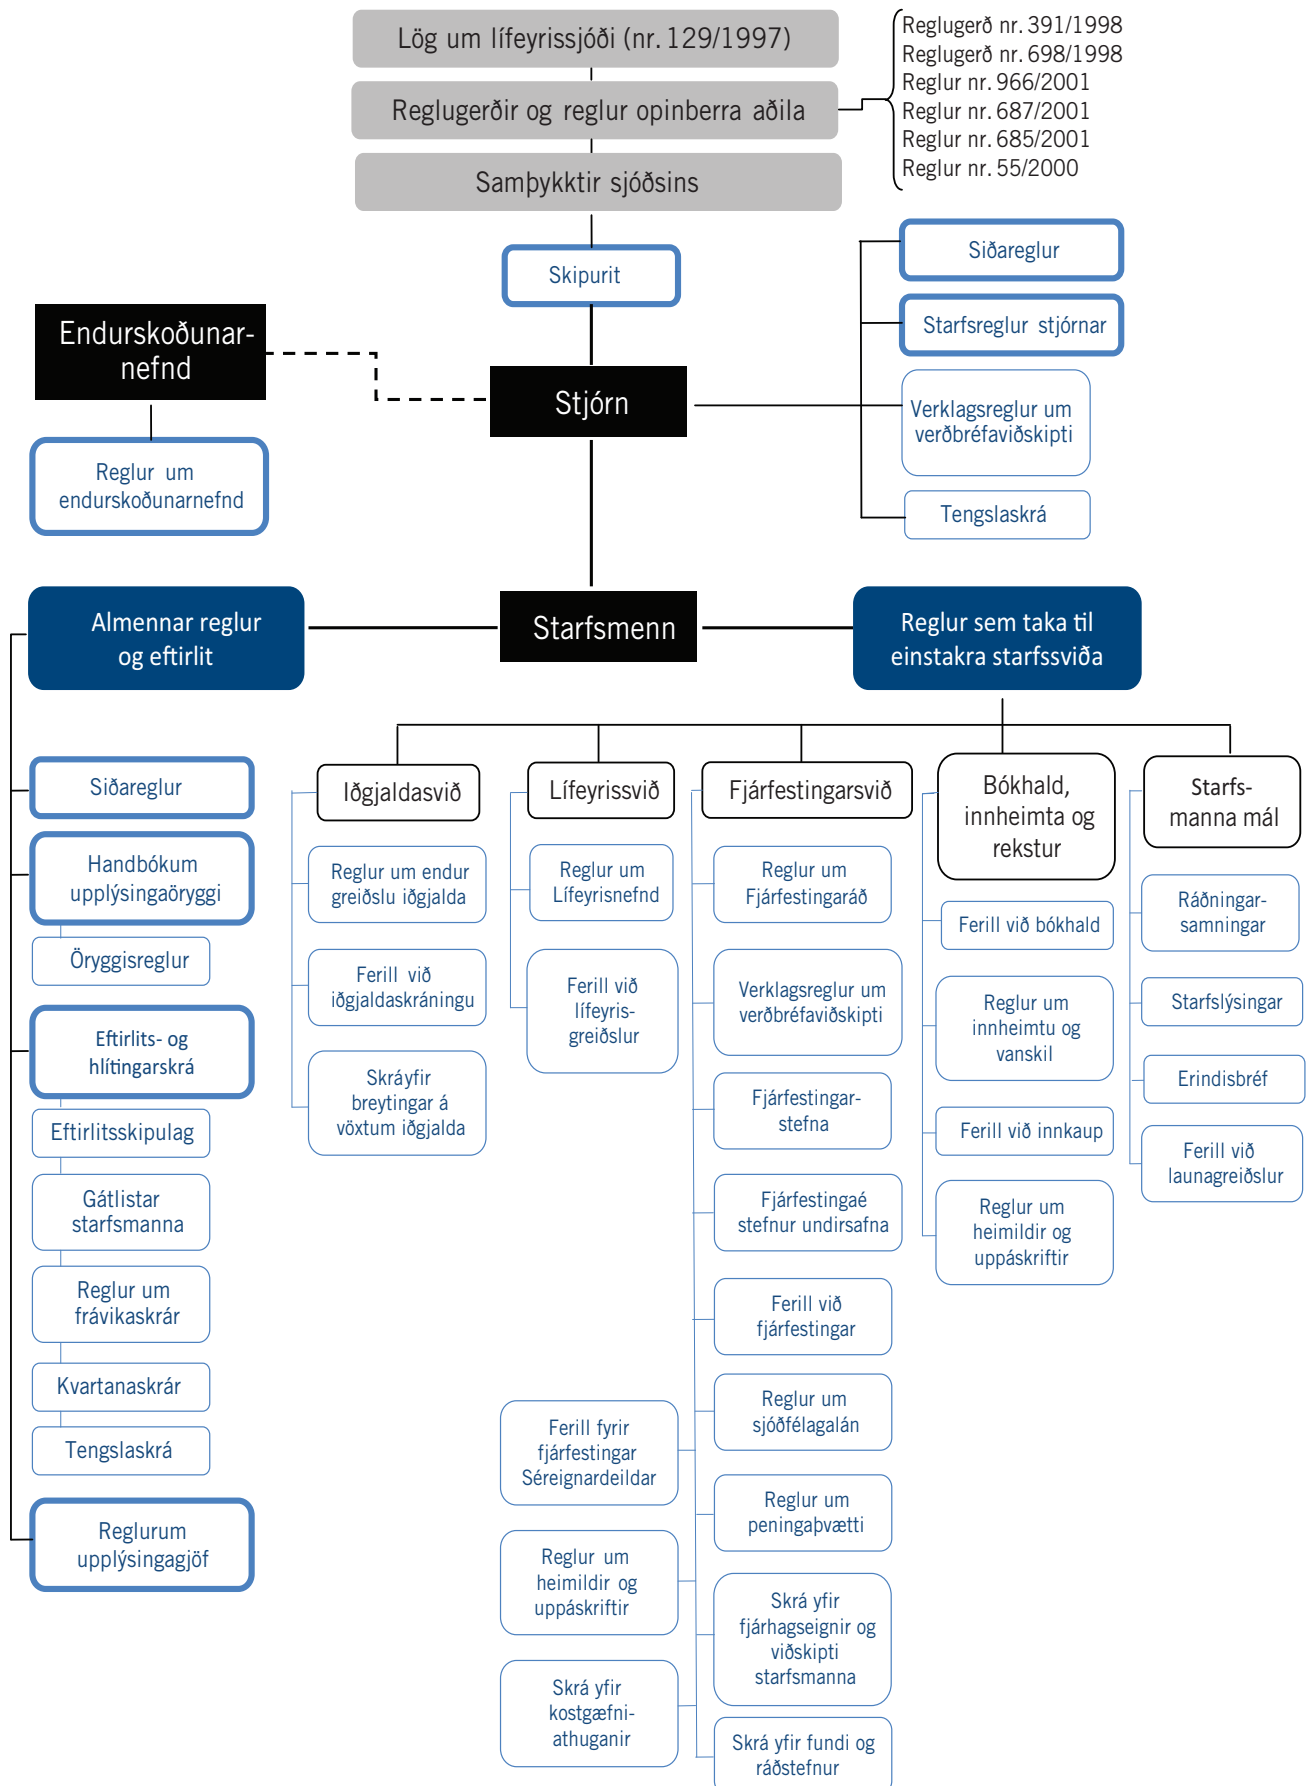 Lög um lífeyrissjóði (nr. 129/1997)
Reglugerðir og reglur opinberra aðila
Samþykktir sjóðsins
Reglugerð nr. 391/1998
Reglugerð nr. 698/1998
Reglur nr. 966/2001
Reglur nr. 687/2001
Reglur nr. 685/2001
Reglur nr. 55/2000
Skipurit
Siðareglur
Starfsreglur stjórnar
Verklagsreglur um
verðbréfaviðskipti
Tengslaskrá
Endurskoðunar-
nefnd
Stjórn
Reglur um
endurskoðunarnefnd
Almennar reglur
og eftirlit
Starfsmenn
Reglur sem taka til
einstakra starfssviða
Siðareglur
Handbókum
upplýsingaöryggi
Öryggisreglur
Eftirlits- og
hlítingarskrá
Eftirlitsskipulag
Gátlistar
starfsmanna
Reglur um
frávikaskrár
Kvartanaskrár
Tengslaskrá
Reglurum
upplýsingagjöf
Iðgjaldasvið
Reglur um endur
greiðslu iðgjalda
Ferill við
iðgjaldaskráningu
Skráyfir
breytingar á
vöxtum iðgjalda
Lífeyrissvið
Reglur um
Lífeyrisnefnd
Ferill við
lífeyris-
greiðslur
Fjárfestingarsvið
Reglur um
Fjárfestingaráð
Verklagsreglur um
verðbréfaviðskipti
Fjárfestingar-
stefna
Fjárfestingaé
stefnur undirsafna
Ferill við
fjárfestingar
Reglur um
sjóðfélagalán
Reglur um
peningaþvætti
Skrá yfir
fjárhagseignir og
viðskipti
starfsmanna
Skrá yfir fundi og
ráðstefnur
Ferill fyrir
fjárfestingar
Séreignardeildar
Reglur um
heimildir og
uppáskriftir
Skrá yfir
kostgæfni-
athuganir
Bókhald,
innheimta og
rekstur
Ferill við bókhald
Reglur um
innheimtu og
vanskil
Ferill við innkaup
Reglur um
heimildir og
uppáskriftir
Starfs-
manna mál
Ráðningar-
samningar
Starfslýsingar
Erindisbréf
Ferill við
launagreiðslur